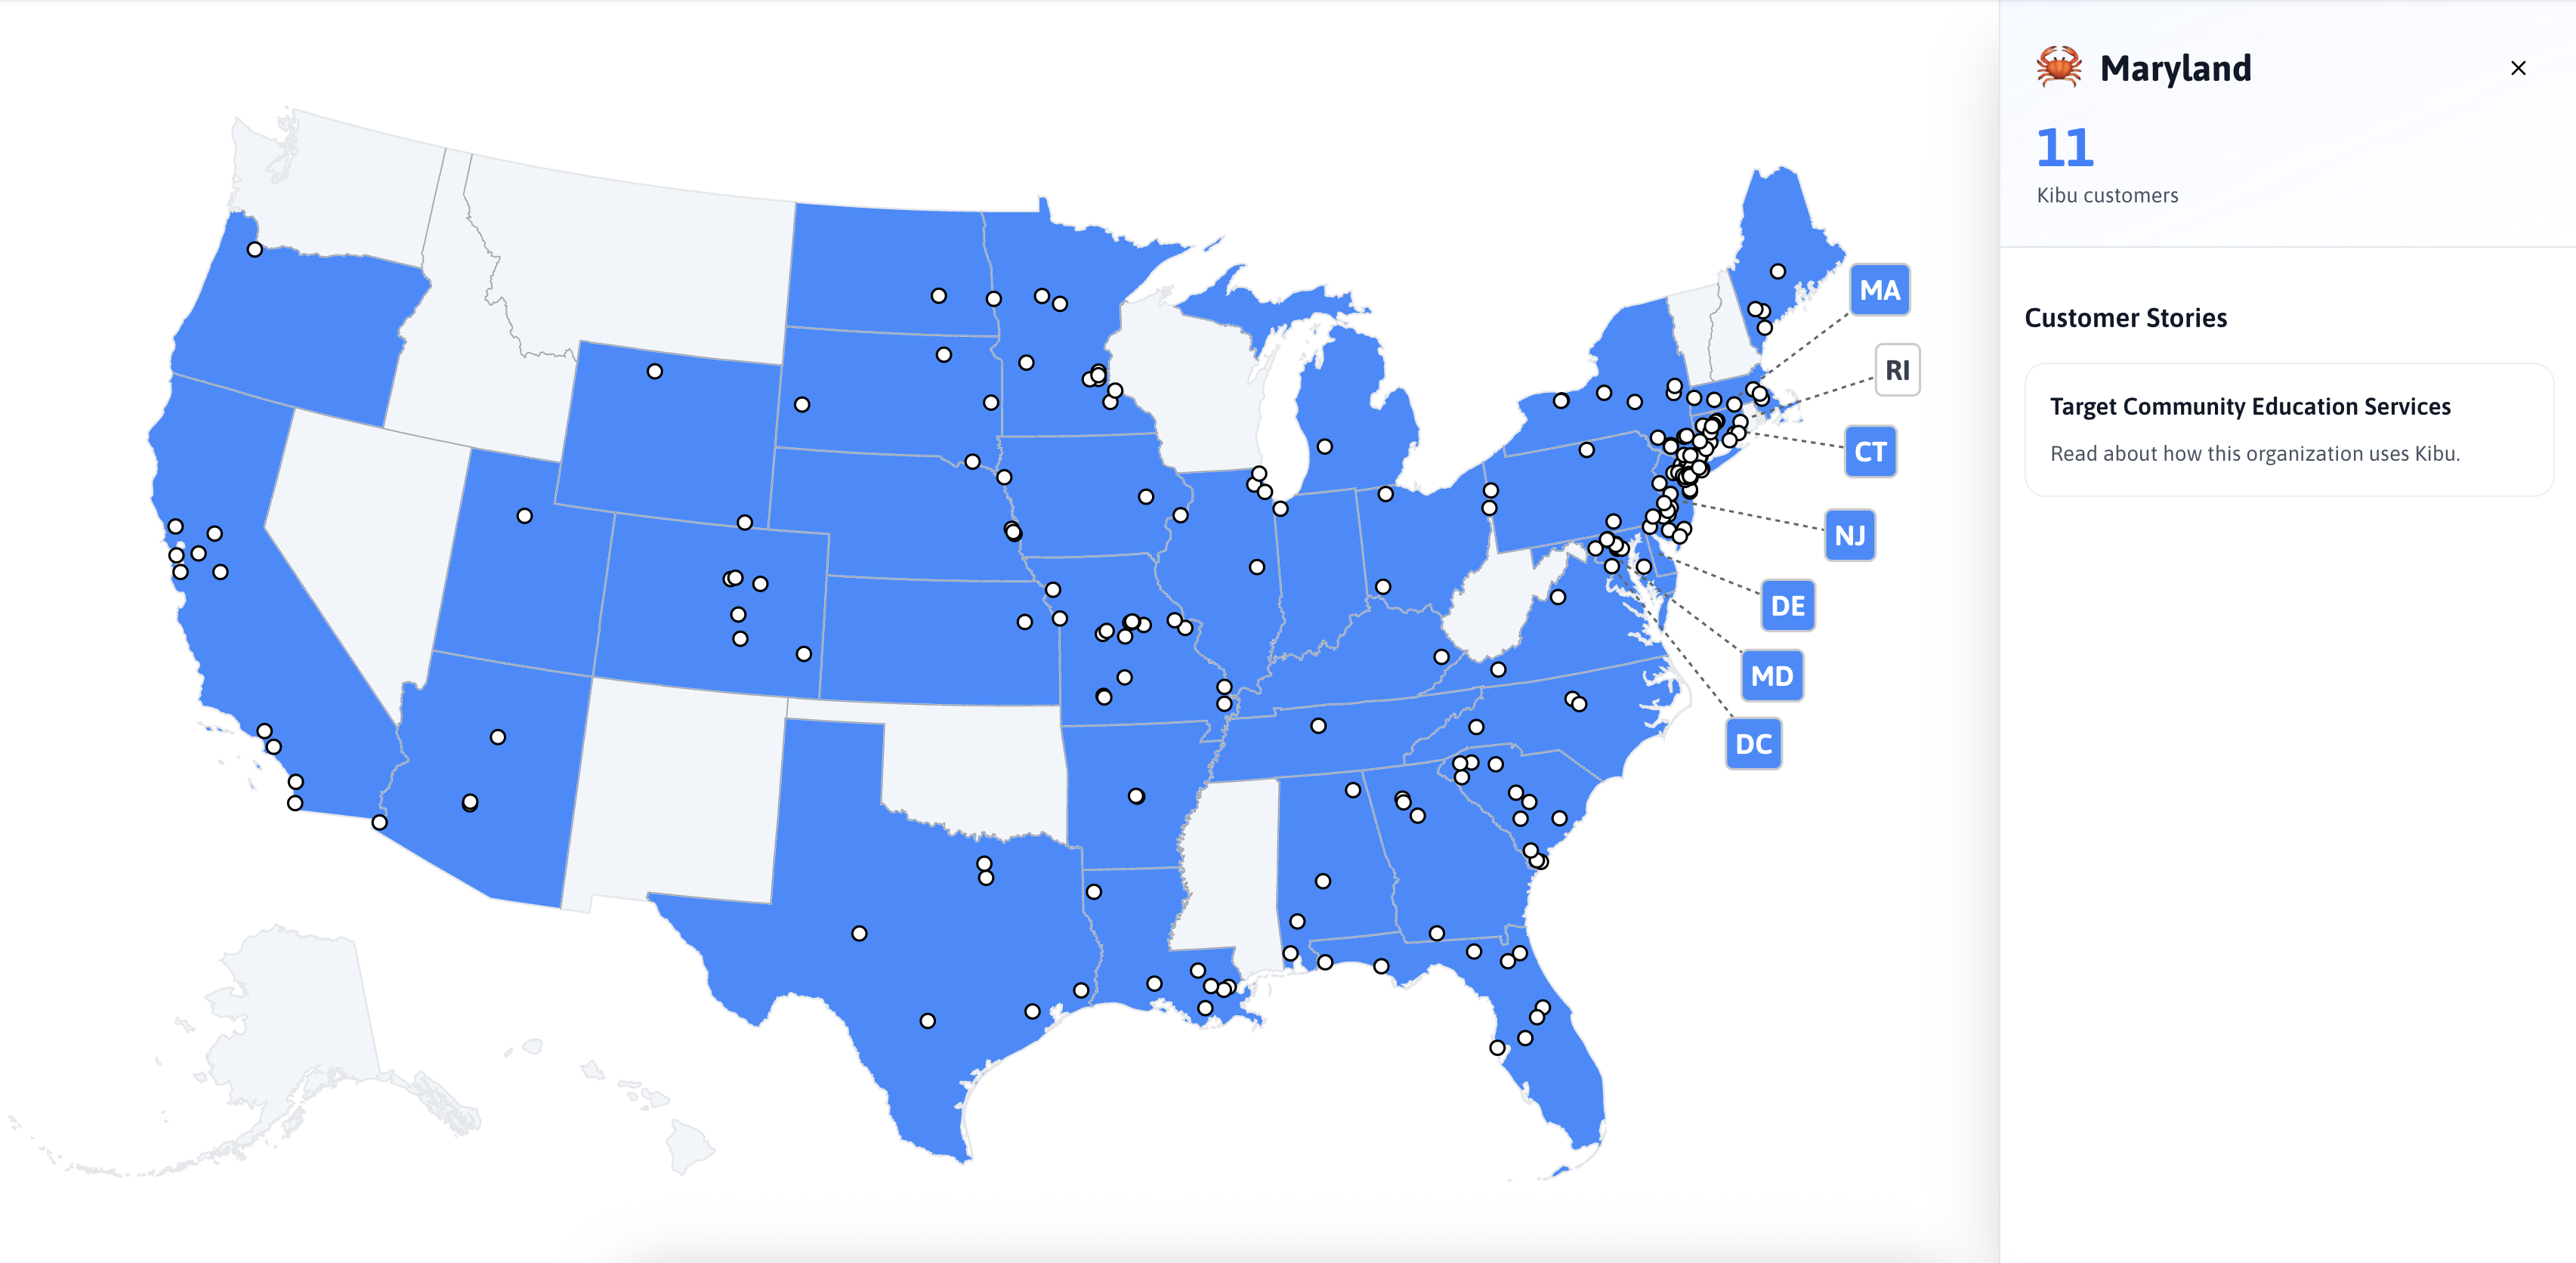 Maryland
11
Kibu customers
Customer Stories
Target Community Education Services
Read about how this organization uses Kibu.
MA
RI
CT
NJ
DE
MD
DC